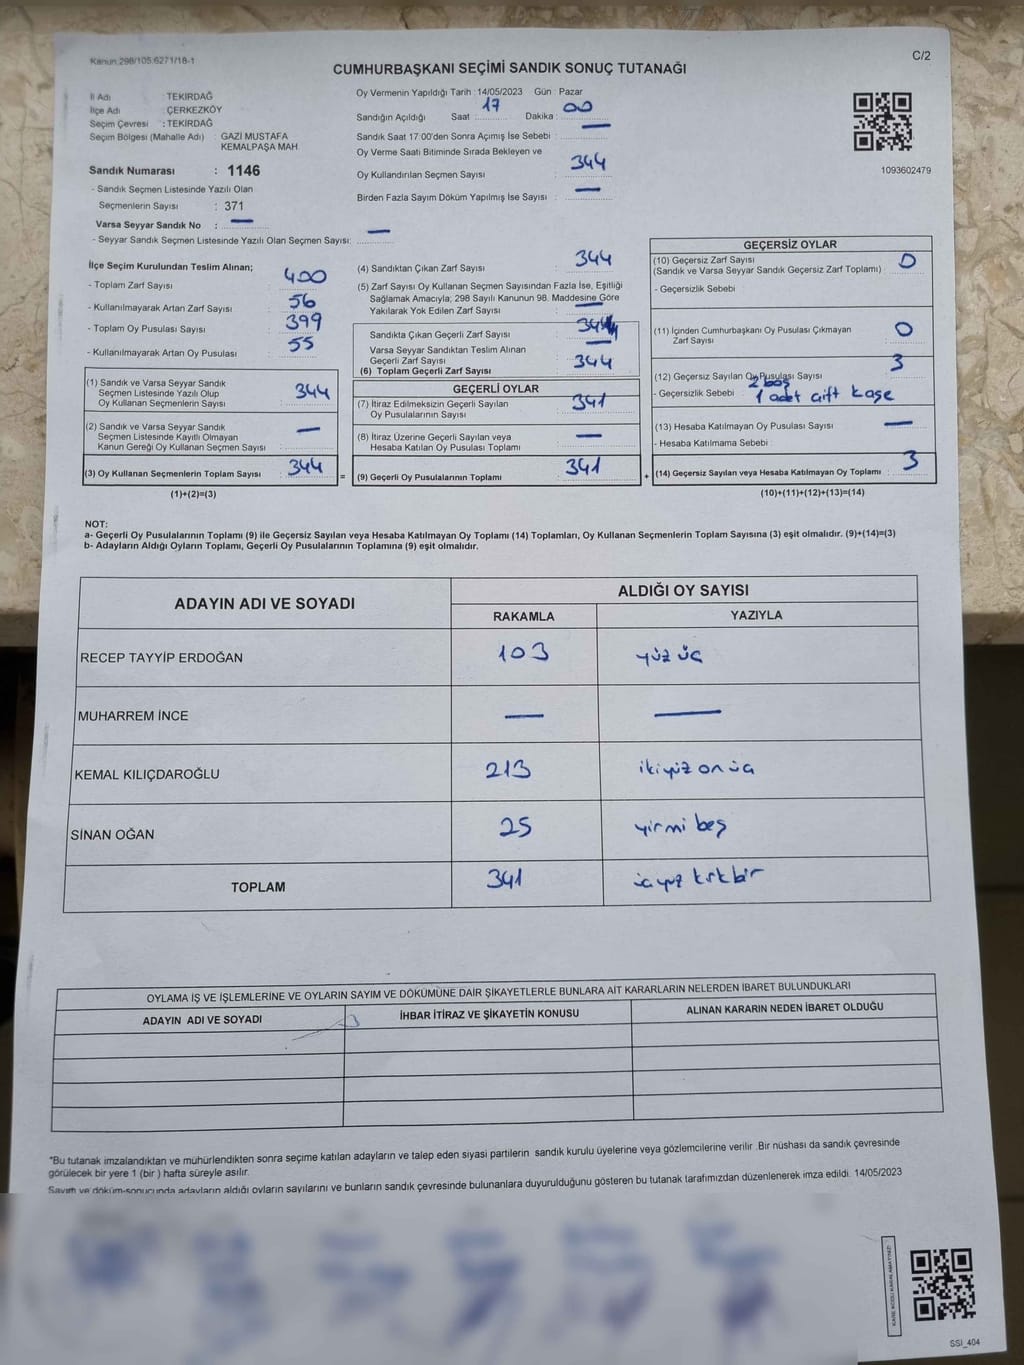 Kanun.298/105.6271/18-1
C/2
CUMHURBAŞKANI SEÇİMİ SANDIK SONUÇ TUTANAĞI
İl Adı : TEKİRDAĞ
İlçe Adı : ÇERKEZKÖY
Seçim Çevresi : TEKİRDAĞ
Seçim Bölgesi (Mahalle Adı) : GAZİ MUSTAFA
KEMALPAŞA MAH
Sandık Numarası : 1146
- Sandık Seçmen Listesinde Yazılı Olan
Seçmenlerin Sayısı : 371
Varsa Seyyar Sandık No : —
- Seyyar Sandık Seçmen Listesinde Yazılı Olan Seçmen Sayısı: —
Oy Vermenin Yapıldığı Tarih : 14/05/2023 Gün : Pazar
Sandığın Açıldığı Saat : 17 Dakika : 00
Sandık Saat 17:00'den Sonra Açımış İse Sebebi : —
Oy Verme Saati Bitiminde Sırada Bekleyen ve
Oy Kullandırılan Seçmen Sayısı : 344
Birden Fazla Sayım Döküm Yapılmış İse Sayısı : —
1093602479
İlçe Seçim Kurulundan Teslim Alınan;
- Toplam Zarf Sayısı : 400
- Kullanılmayarak Artan Zarf Sayısı : 56
- Toplam Oy Pusulası Sayısı : 399
- Kullanılmayarak Artan Oy Pusulası : 55
(1) Sandık ve Varsa Seyyar Sandık
Seçmen Listesinde Yazılı Olup
Oy Kullanan Seçmenlerin Sayısı : 344
(2) Sandık ve Varsa Seyyar Sandık
Seçmen Listesinde Kayıtlı Olmayan
Kanun Gereği Oy Kullanan Seçmen Sayısı : —
(3) Oy Kullanan Seçmenlerin Toplam Sayısı : 344
(1)+(2)=(3)
=
(4) Sandıktan Çıkan Zarf Sayısı : 344
(5) Zarf Sayısı Oy Kullanan Seçmen Sayısından Fazla İse, Eşitliği
Sağlamak Amacıyla; 298 Sayılı Kanunun 98. Maddesine Göre
Yakılarak Yok Edilen Zarf Sayısı : —
Sandıkta Çıkan Geçerli Zarf Sayısı : 344
Varsa Seyyar Sandıktan Teslim Alınan
Geçerli Zarf Sayısı : —
(6) Toplam Geçerli Zarf Sayısı : 344
GEÇERLİ OYLAR
(7) İtiraz Edilmeksizin Geçerli Sayılan
Oy Pusulalarının Sayısı : 341
(8) İtiraz Üzerine Geçerli Sayılan veya
Hesaba Katılan Oy Pusulaları Toplamı : —
(9) Geçerli Oy Pusulalarının Toplamı : 341
+
GEÇERSİZ OYLAR
(10) Geçersiz Zarf Sayısı
(Sandık ve Varsa Seyyar Sandık Geçersiz Zarf Toplamı) : 0
- Geçersizlik Sebebi :
(11) İçinden Cumhurbaşkanı Oy Pusulası Çıkmayan
Zarf Sayısı : 0
(12) Geçersiz Sayılan Oy Pusulası Sayısı : 3
2 boş
- Geçersizlik Sebebi : 1 adet çift kaşe
(13) Hesaba Katılmayan Oy Pusulası Sayısı : —
- Hesaba Katılmama Sebebi :
(14) Geçersiz Sayılan veya Hesaba Katılmayan Oy Toplamı : 3
(10)+(11)+(12)+(13)=(14)
NOT:
a- Geçerli Oy Pusulalarının Toplamı (9) ile Geçersiz Sayılan veya Hesaba Katılmayan Oy Toplamı (14) Toplamları, Oy Kullanan Seçmenlerin Toplam Sayısına (3) eşit olmalıdır. (9)+(14)=(3)
b- Adayların Aldığı Oyların Toplamı, Geçerli Oy Pusulalarının Toplamına (9) eşit olmalıdır.
ADAYIN ADI VE SOYADI
ALDIĞI OY SAYISI
RAKAMLA YAZIYLA
RECEP TAYYİP ERDOĞAN 103 yüz üç
MUHARREM İNCE — —
KEMAL KILIÇDAROĞLU 213 ikiyüz on üç
SİNAN OĞAN 25 yirmi beş
TOPLAM 341 üçyüz kırkbir
OYLAMA İŞ VE İŞLEMLERİNE VE OYLARIN SAYIM VE DÖKÜMÜNE DAİR ŞİKAYETLERLE BUNLARA AİT KARARLARIN NELERDEN İBARET BULUNDUKLARI
ADAYIN ADI VE SOYADI İHBAR İTİRAZ VE ŞİKAYETİN KONUSU ALINAN KARARIN NEDEN İBARET OLDUĞU
*Bu tutanak imzalandıktan ve mühürlendikten sonra seçime katılan adayların ve talep eden siyasi partilerin sandık kurulu üyelerine veya gözlemcilerine verilir .Bir nüshası da sandık çevresinde
görülecek bir yere 1 (bir ) hafta süreyle asılır.
Sayım ve döküm sonucunda adayların aldığı oyların sayılarını ve bunların sandık çevresinde bulunanlara duyurulduğunu gösteren bu tutanak tarafımızdan düzenlenerek imza edildi. 14/05/2023
KARE KODU KARALAMAYINIZ!
SSI_404